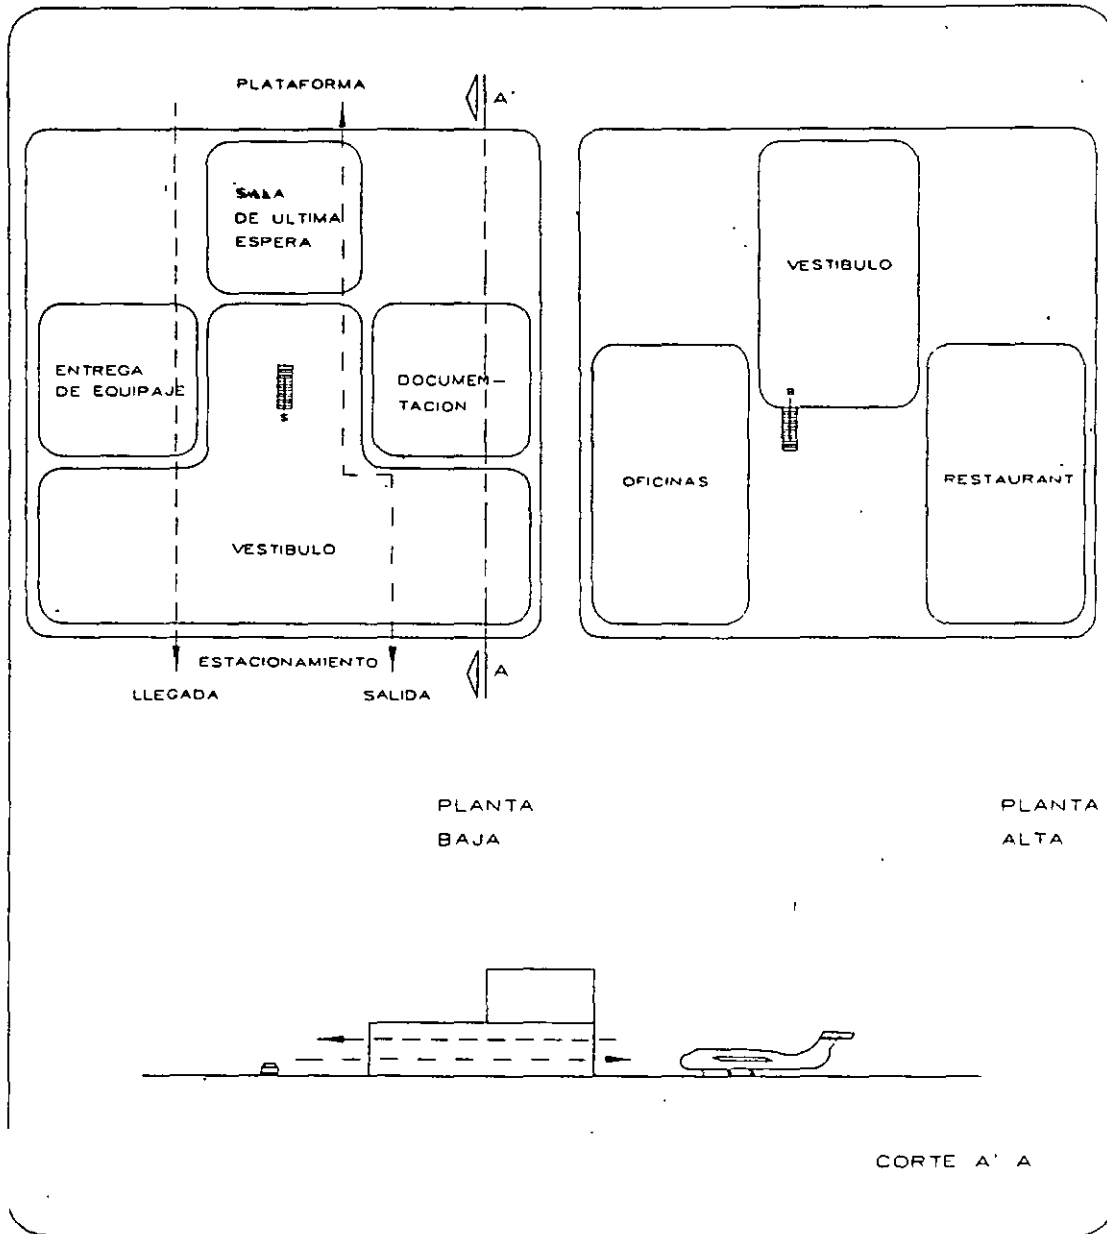 PLATAFORMA
A'
SALA
DE ULTIMA
ESPERA
ENTREGA
DE EQUIPAJE
DOCUMEN-
TACION
S
VESTIBULO
ESTACIONAMIENTO
LLEGADA
SALIDA
A
VESTIBULO
B
OFICINAS
RESTAURANT
PLANTA
BAJA
PLANTA
ALTA
CORTE A' A